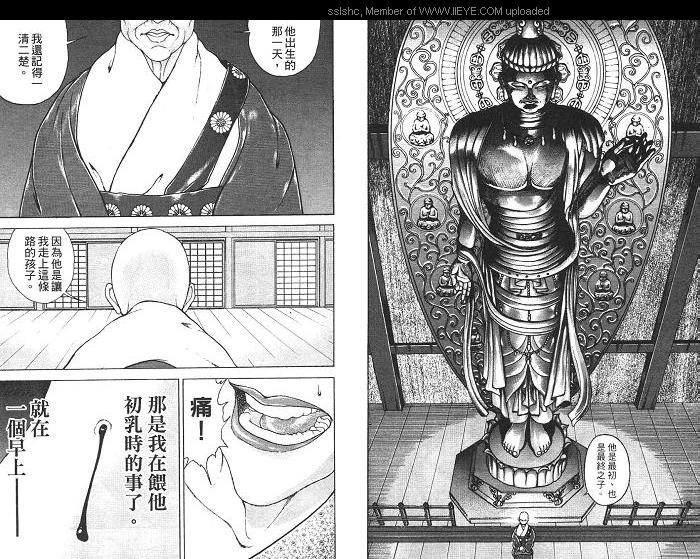 sslshc, Member of WWW.IIEYE.COM uploaded
他是最初、也
是最終之子。
他出生的
那一天，
我還記得一
清二楚。
因為他是讓
我走上這條
路的孩子。
痛！
那是我在餵他
初乳時的事了。
就在
一個早上——